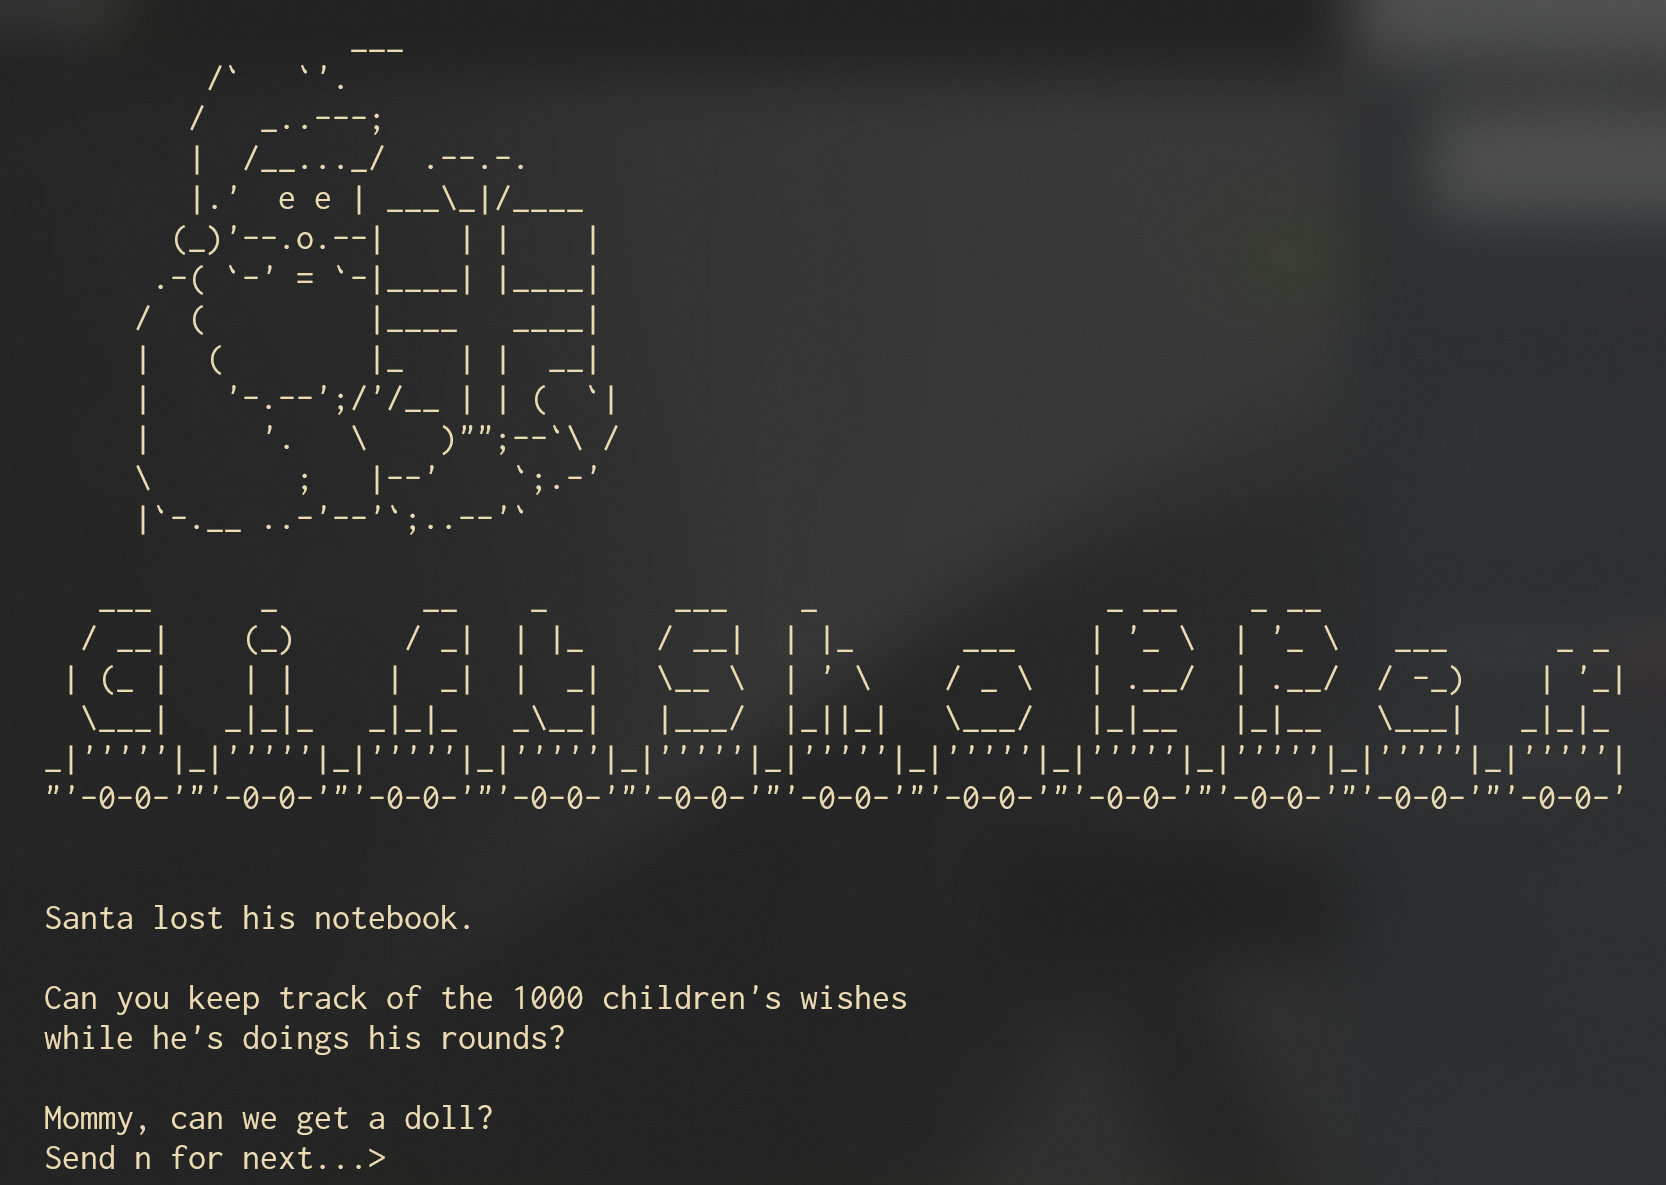 GiftShopper
Santa lost his notebook.
Can you keep track of the 1000 children's wishes
while he's doings his rounds?
Mommy, can we get a doll?
Send n for next...>